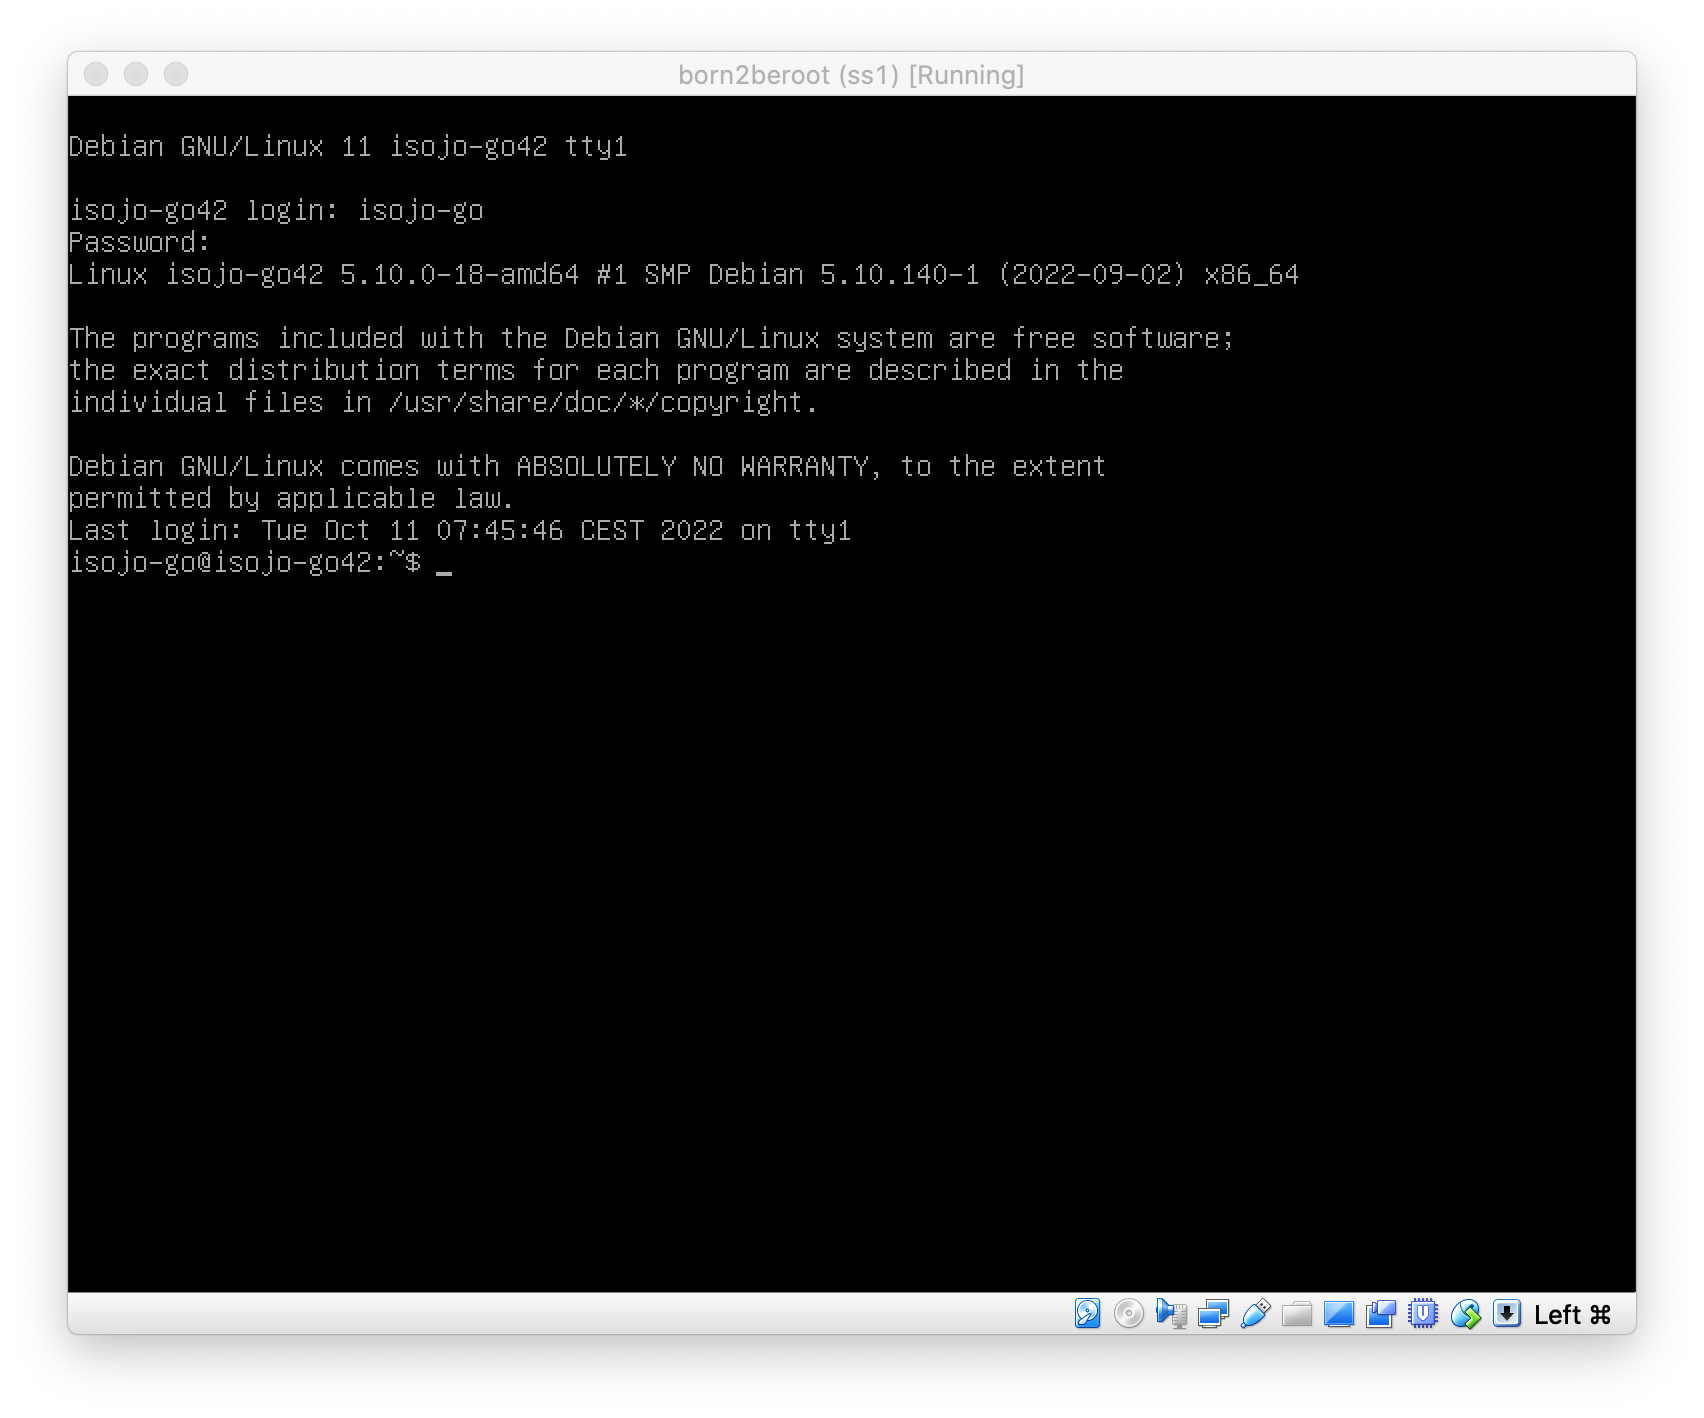 born2beroot (ss1) [Running]
Debian GNU/Linux 11 isojo-go42 tty1
isojo-go42 login: isojo-go
Password:
Linux isojo-go42 5.10.0-18-amd64 #1 SMP Debian 5.10.140-1 (2022-09-02) x86_64
The programs included with the Debian GNU/Linux system are free software;
the exact distribution terms for each program are described in the
individual files in /usr/share/doc/*/copyright.
Debian GNU/Linux comes with ABSOLUTELY NO WARRANTY, to the extent
permitted by applicable law.
Last login: Tue Oct 11 07:45:46 CEST 2022 on tty1
isojo-go@isojo-go42:~$ _
Left ⌘